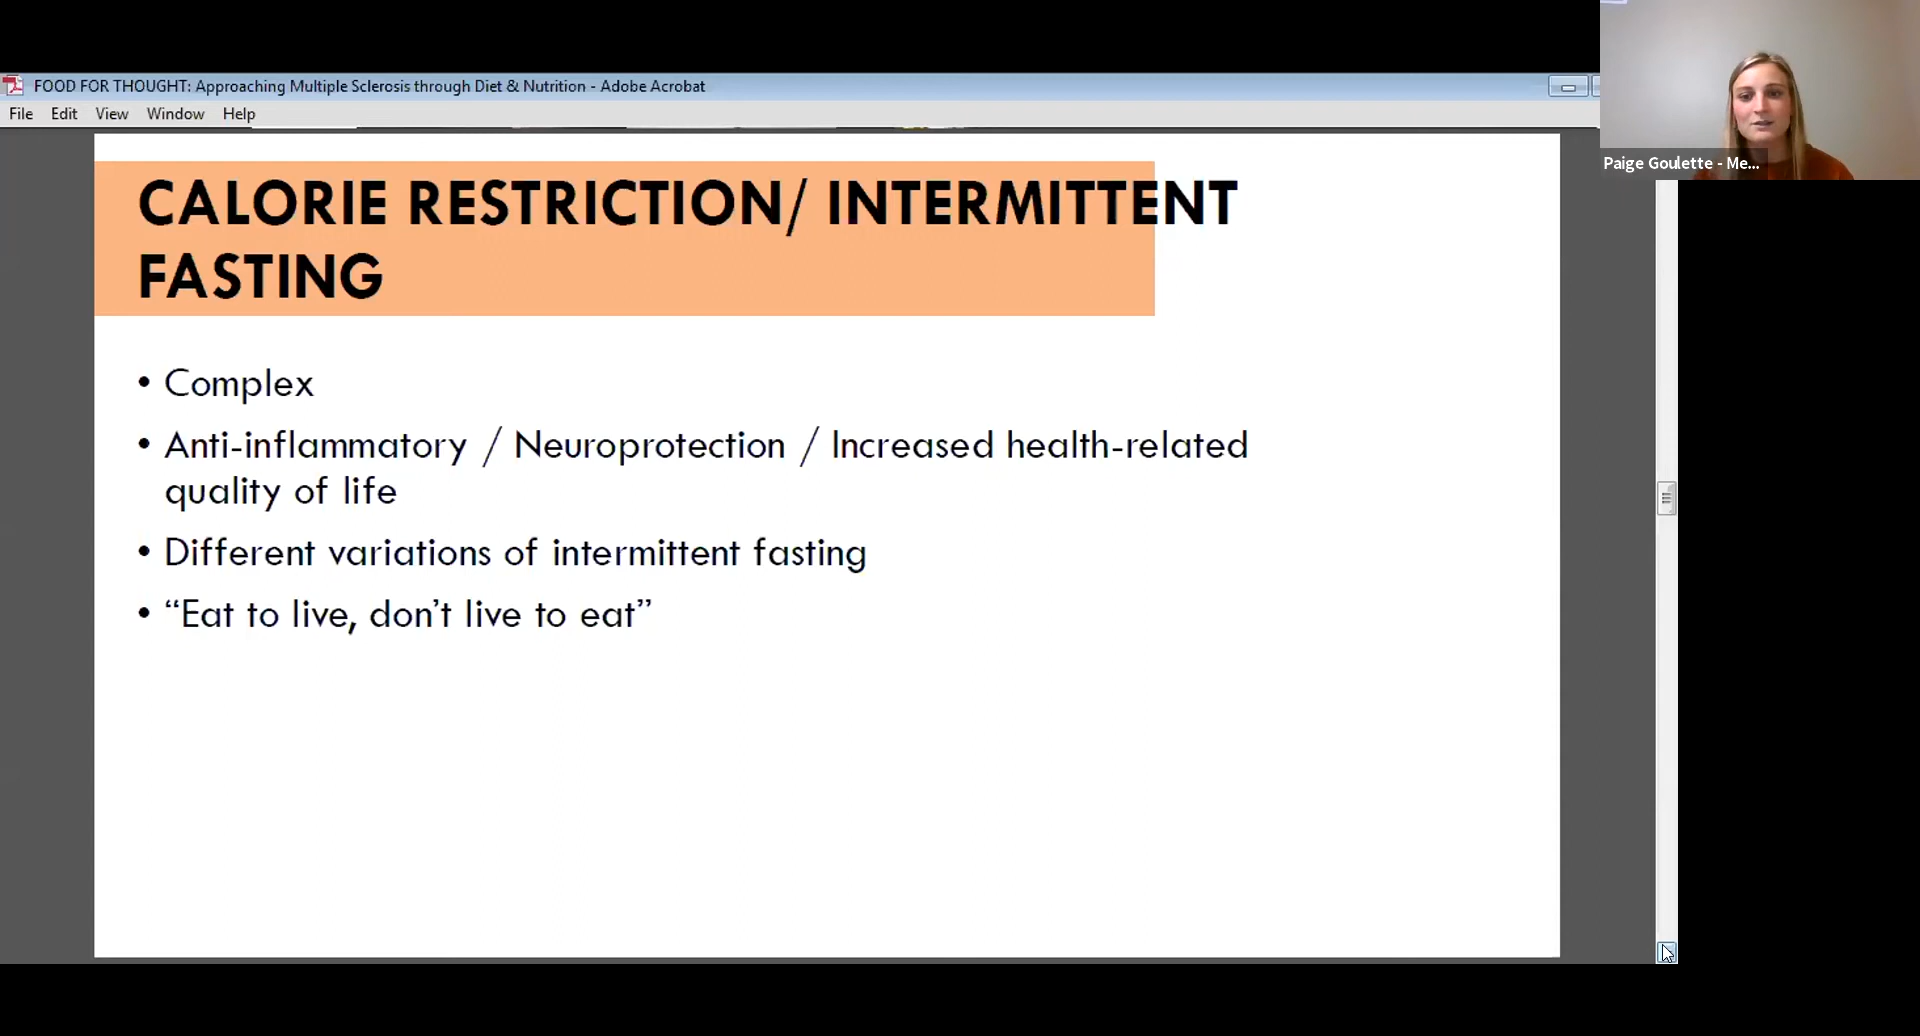 FOOD FOR THOUGHT: Approaching Multiple Sclerosis through Diet & Nutrition - Adobe Acrobat
File Edit View Window Help
Paige Goulette - Me...
CALORIE RESTRICTION/ INTERMITTENT
FASTING
• Complex
• Anti-inflammatory / Neuroprotection / Increased health-related
quality of life
• Different variations of intermittent fasting
• “Eat to live, don’t live to eat”